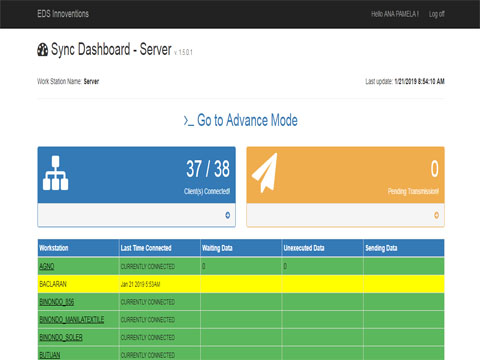 EDS Innoventions Hello ANA PAMELA ! Log off
Sync Dashboard - Server v. 1.5.0.1
Work Station Name: Server Last update: 1/21/2019 8:54:10 AM
>_ Go to Advance Mode
37 / 38
Client(s) Connected!
0
Pending Transmission!
Workstation Last Time Connected Waiting Data Unexecuted Data Sending Data
AGNO CURRENTLY CONNECTED 0 0
BACLARAN Jan 21 2019 5:53AM
BINONDO_856 CURRENTLY CONNECTED
BINONDO_MANILATEXTILE CURRENTLY CONNECTED
BINONDO_SOLER CURRENTLY CONNECTED
BUTUAN CURRENTLY CONNECTED